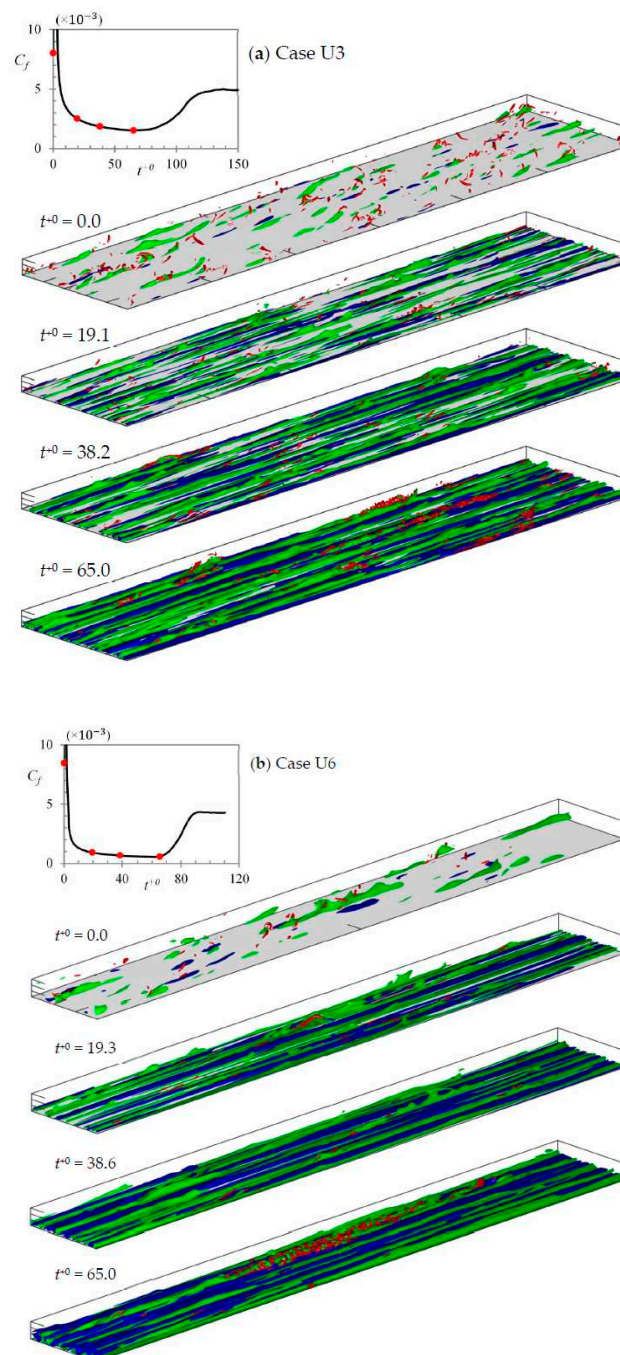 (×10⁻³)
10
(a) Case U3
C_f
5
0
0 50 100 150
t⁺⁰
t⁺⁰ = 0.0
t⁺⁰ = 19.1
t⁺⁰ = 38.2
t⁺⁰ = 65.0
(×10⁻³)
10
(b) Case U6
C_f
5
0
0 40 80 120
t⁺⁰
t⁺⁰ = 0.0
t⁺⁰ = 19.3
t⁺⁰ = 38.6
t⁺⁰ = 65.0